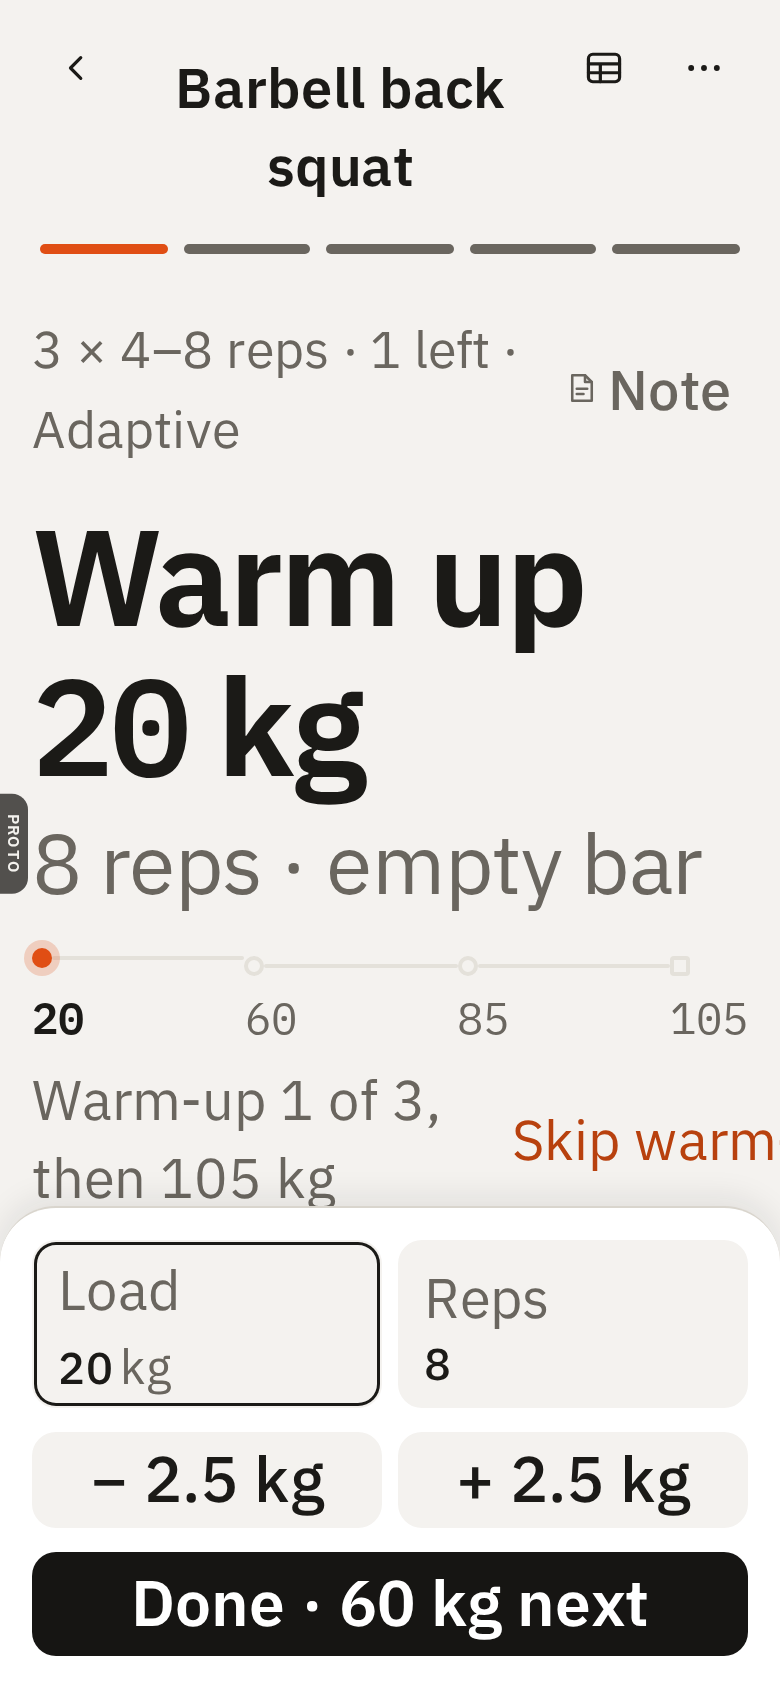 Barbell back
squat
3 × 4–8 reps · 1 left ·
Adaptive
Note
Warm up
20 kg
PROTO
8 reps · empty bar
20 60 85 105
Warm-up 1 of 3,
then 105 kg
Skip warm
Load
20 kg
Reps
8
– 2.5 kg
+ 2.5 kg
Done · 60 kg next